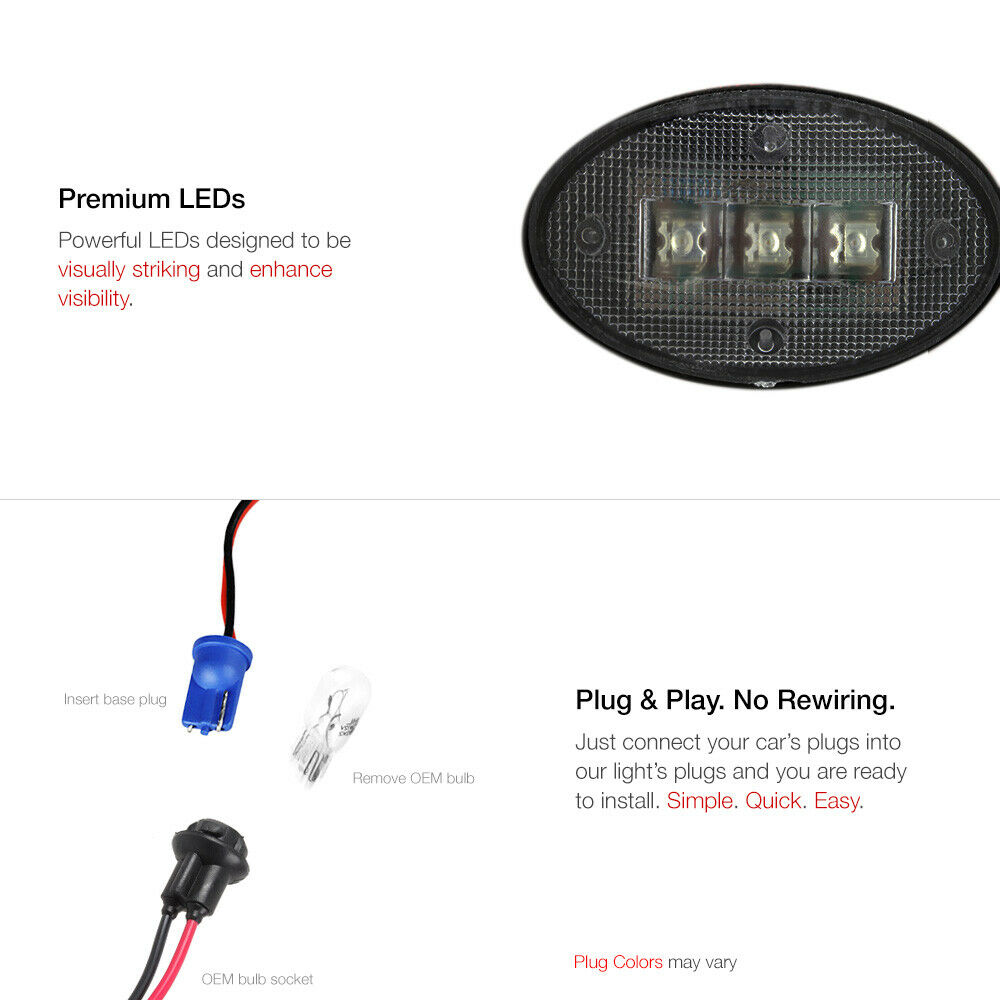 Premium LEDs
Powerful LEDs designed to be
visually striking and enhance
visibility.
Insert base plug
Remove OEM bulb
OEM bulb socket
Plug & Play. No Rewiring.
Just connect your car's plugs into
our light's plugs and you are ready
to install. Simple. Quick. Easy.
Plug Colors may vary